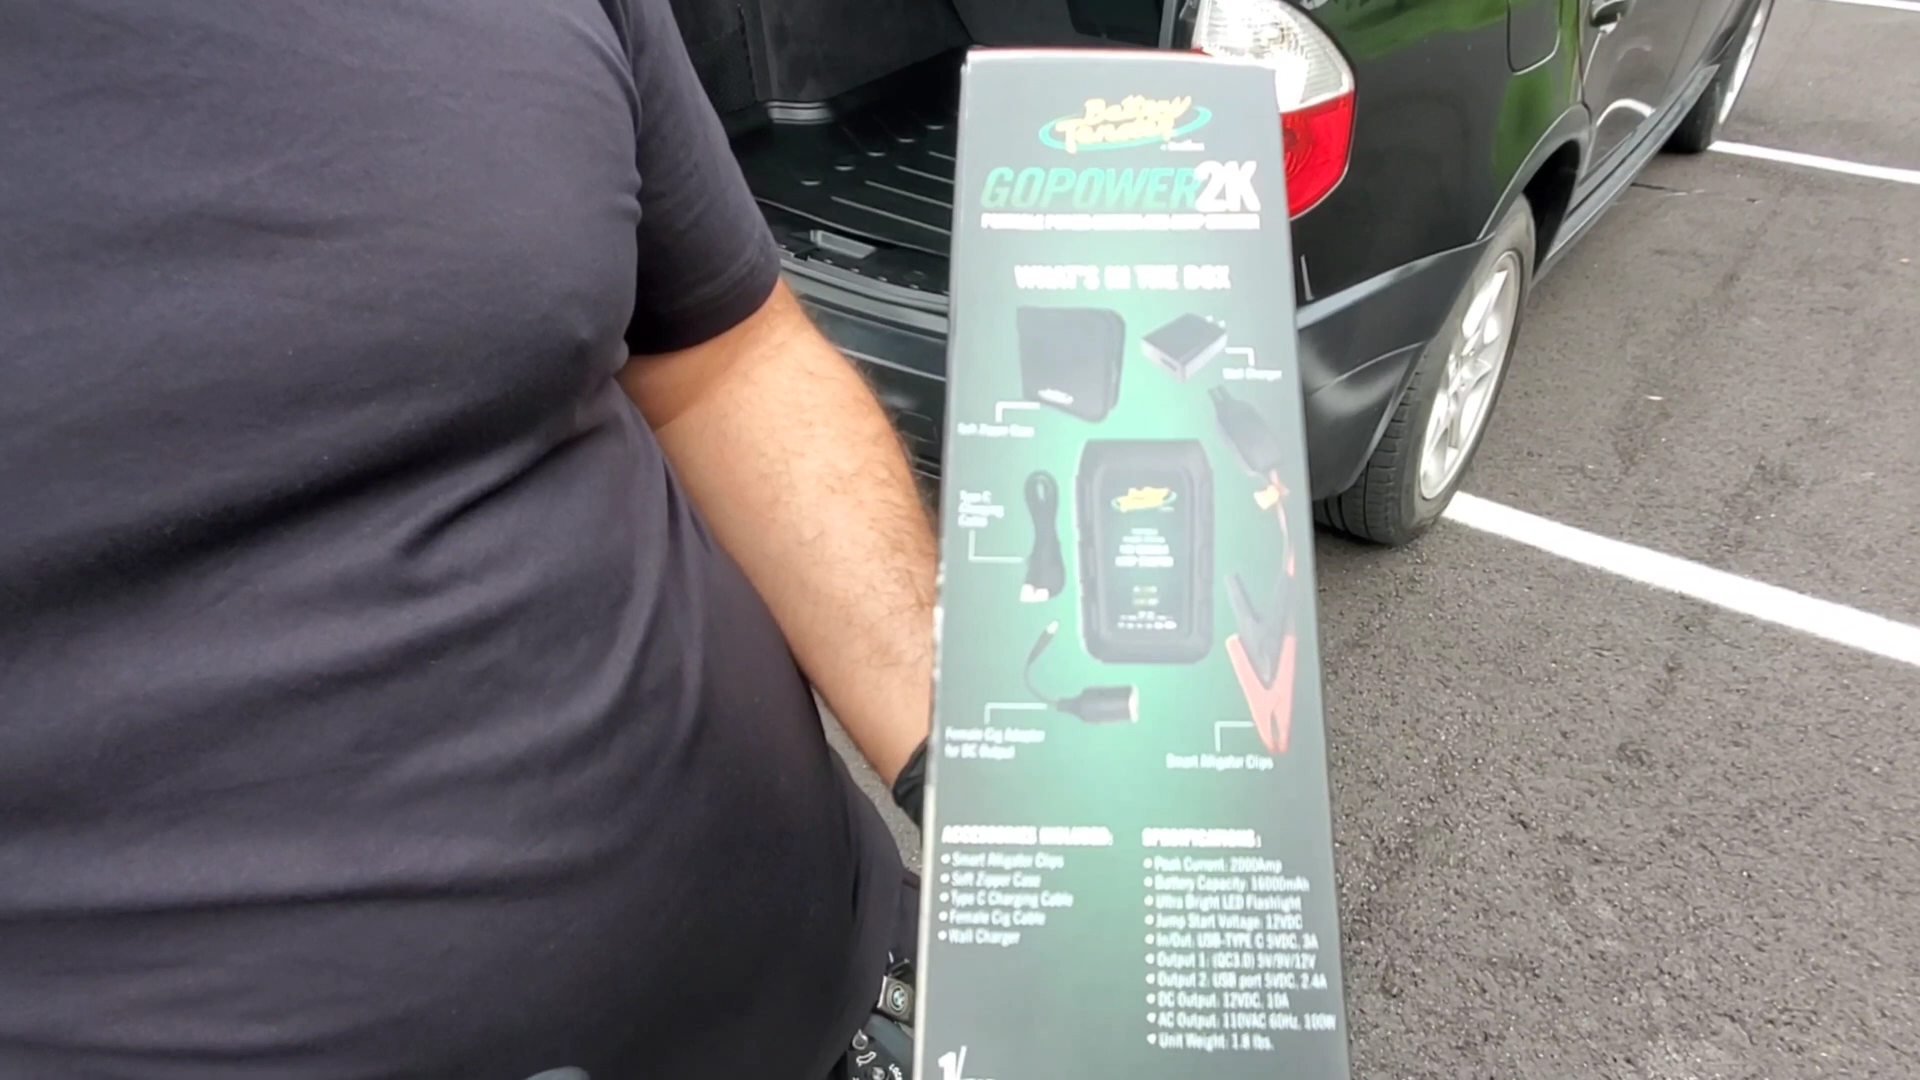 Battery
Tender
GOPOWER2K
WHAT'S IN THE BOX
Wall Charger
Soft Zipper Case
Type C
Charging
Cable
Female Cig Adapter
for DC Output
Smart Alligator Clips
ACCESSORIES INCLUDED:
• Smart Alligator Clips
• Soft Zipper Case
• Type C Charging Cable
• Female Cig Cable
• Wall Charger
SPECIFICATIONS:
• Peak Current: 2000Amp
• Battery Capacity: 16000mAh
• Ultra Bright LED Flashlight
• Jump Start Voltage: 12VDC
• In/Out: USB-TYPE C 5VDC, 3A
• Output 1: (QC3.0) 5V/9V/12V
• Output 2: USB port 5VDC, 2.4A
• DC Output: 12VDC, 10A
• AC Output: 110VAC 60Hz, 100W
• Unit Weight: 1.8 lbs.